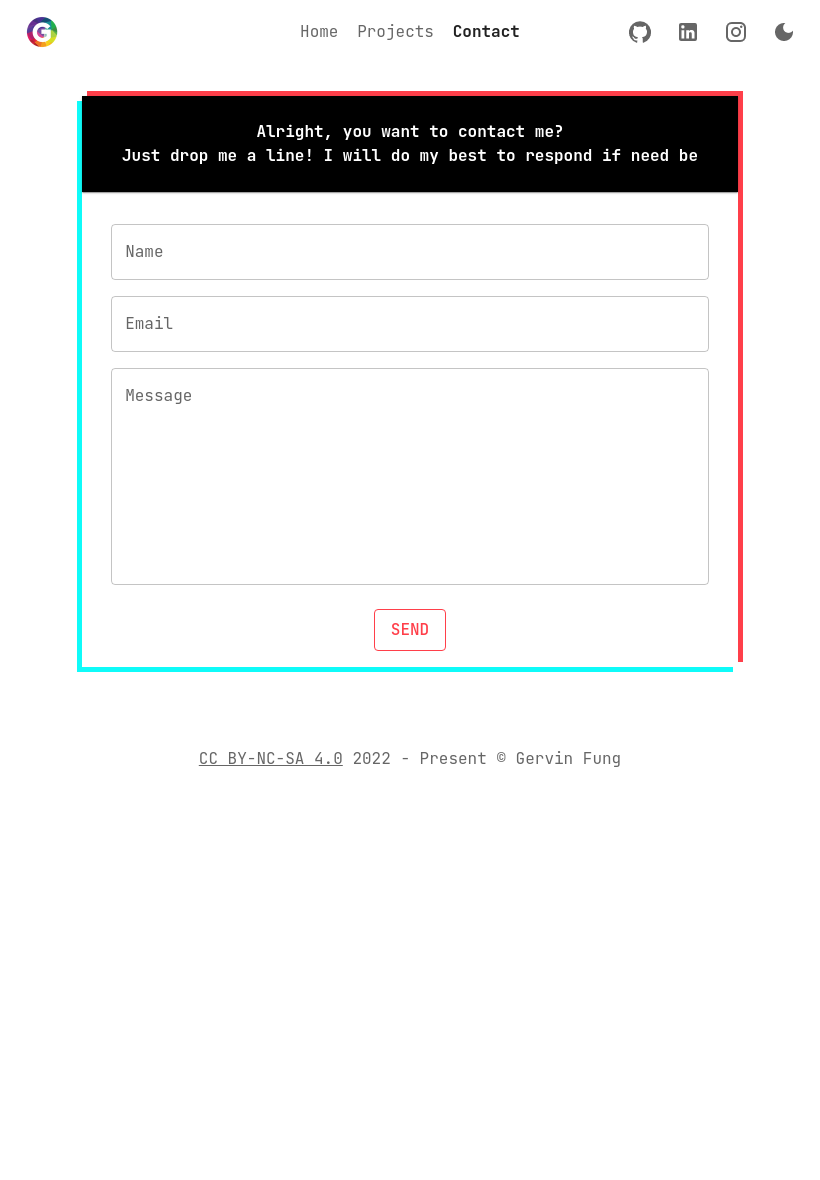 Home Projects Contact
Alright, you want to contact me?
Just drop me a line! I will do my best to respond if need be
Name
Email
Message
SEND
CC BY-NC-SA 4.0 2022 - Present © Gervin Fung